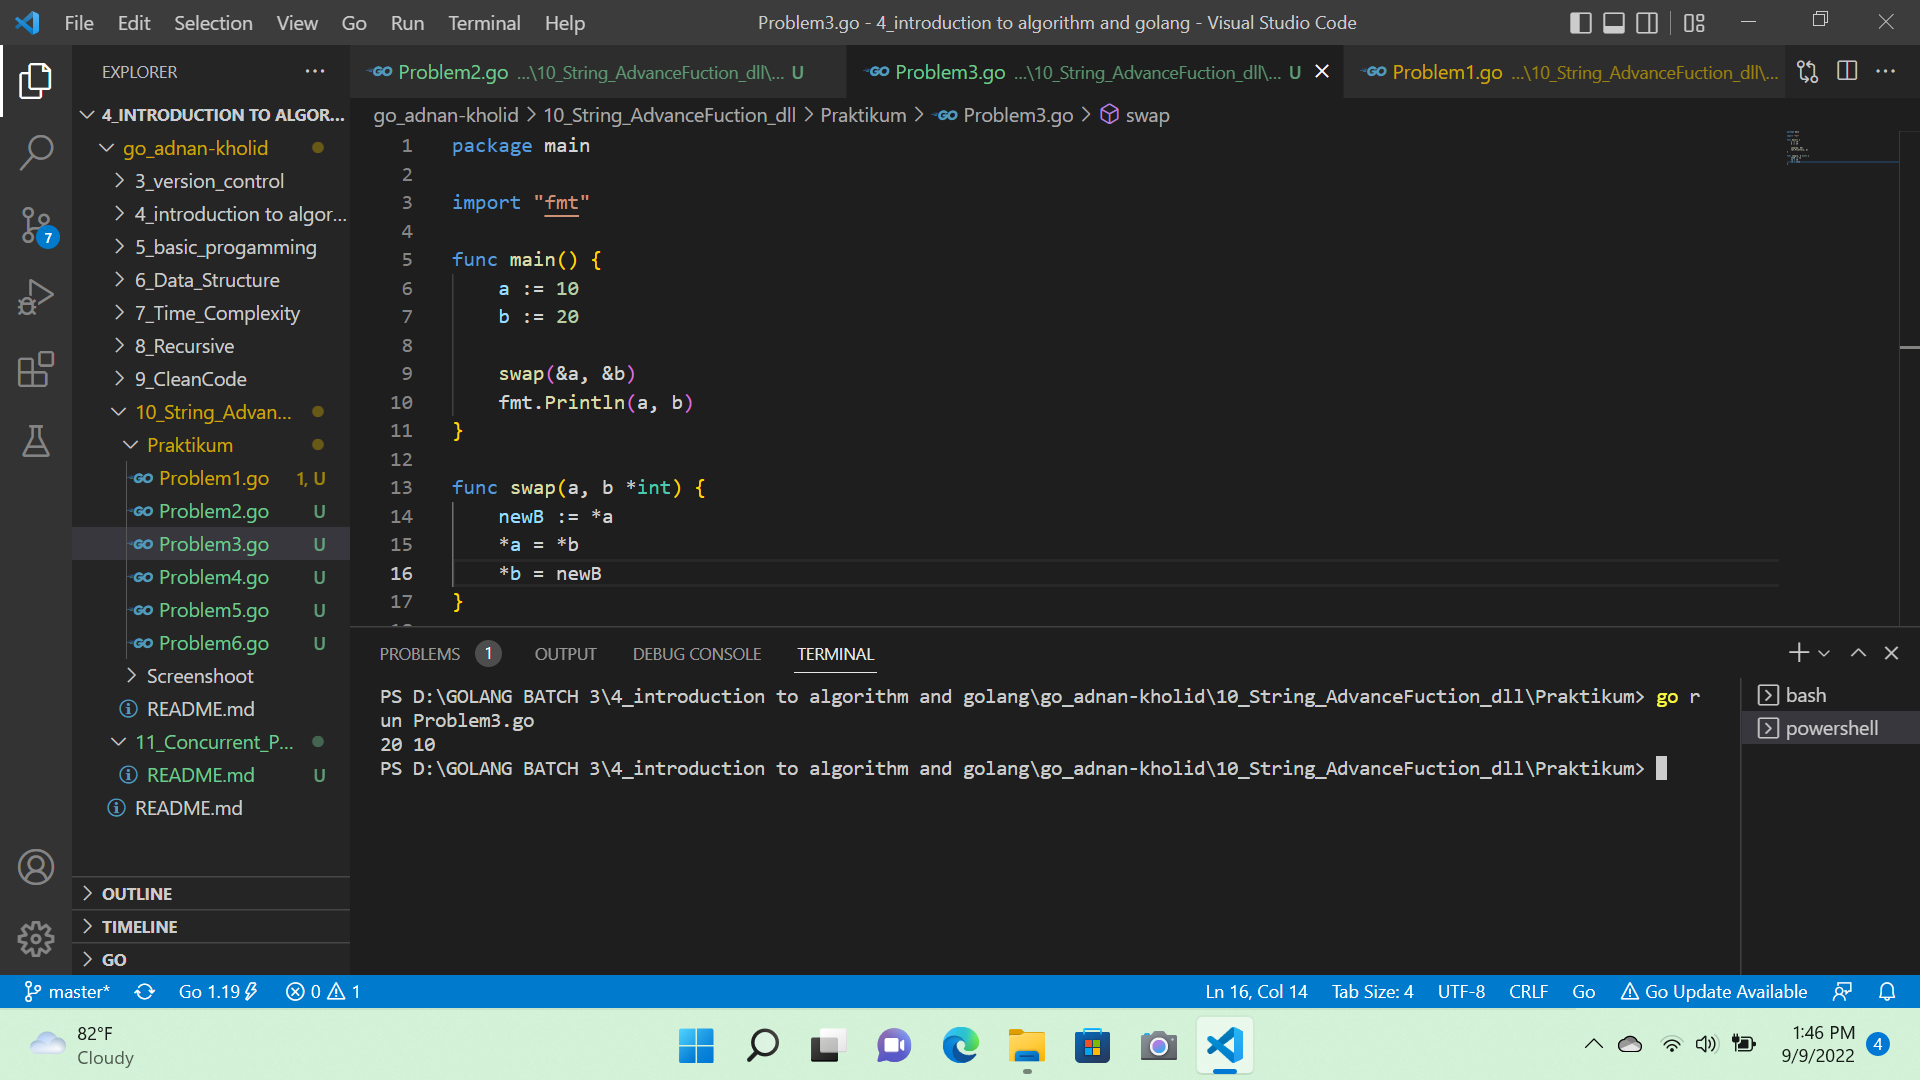 File Edit Selection View Go Run Terminal Help
Problem3.go - 4_introduction to algorithm and golang - Visual Studio Code
EXPLORER
4_INTRODUCTION TO ALGOR...
go_adnan-kholid
3_version_control
4_introduction to algor...
5_basic_progamming
6_Data_Structure
7_Time_Complexity
8_Recursive
9_CleanCode
10_String_Advan...
Praktikum
Problem1.go 1, U
Problem2.go U
Problem3.go U
Problem4.go U
Problem5.go U
Problem6.go U
Screenshoot
README.md
11_Concurrent_P...
README.md U
README.md
OUTLINE
TIMELINE
GO
7
Problem2.go ...\10_String_AdvanceFuction_dll\... U
Problem3.go ...\10_String_AdvanceFuction_dll\... U
Problem1.go ...\10_String_AdvanceFuction_dll\...
go_adnan-kholid > 10_String_AdvanceFuction_dll > Praktikum > Problem3.go > swap
1 package main
2
3 import "fmt"
4
5 func main() {
6 a := 10
7 b := 20
8
9 swap(&a, &b)
10 fmt.Println(a, b)
11 }
12
13 func swap(a, b *int) {
14 newB := *a
15 *a = *b
16 *b = newB
17 }
PROBLEMS 1 OUTPUT DEBUG CONSOLE TERMINAL
PS D:\GOLANG BATCH 3\4_introduction to algorithm and golang\go_adnan-kholid\10_String_AdvanceFuction_dll\Praktikum> go r
un Problem3.go
20 10
PS D:\GOLANG BATCH 3\4_introduction to algorithm and golang\go_adnan-kholid\10_String_AdvanceFuction_dll\Praktikum>
bash
powershell
master* Go 1.19 0 1 Ln 16, Col 14 Tab Size: 4 UTF-8 CRLF Go Go Update Available
82°F
Cloudy
1:46 PM
9/9/2022
4